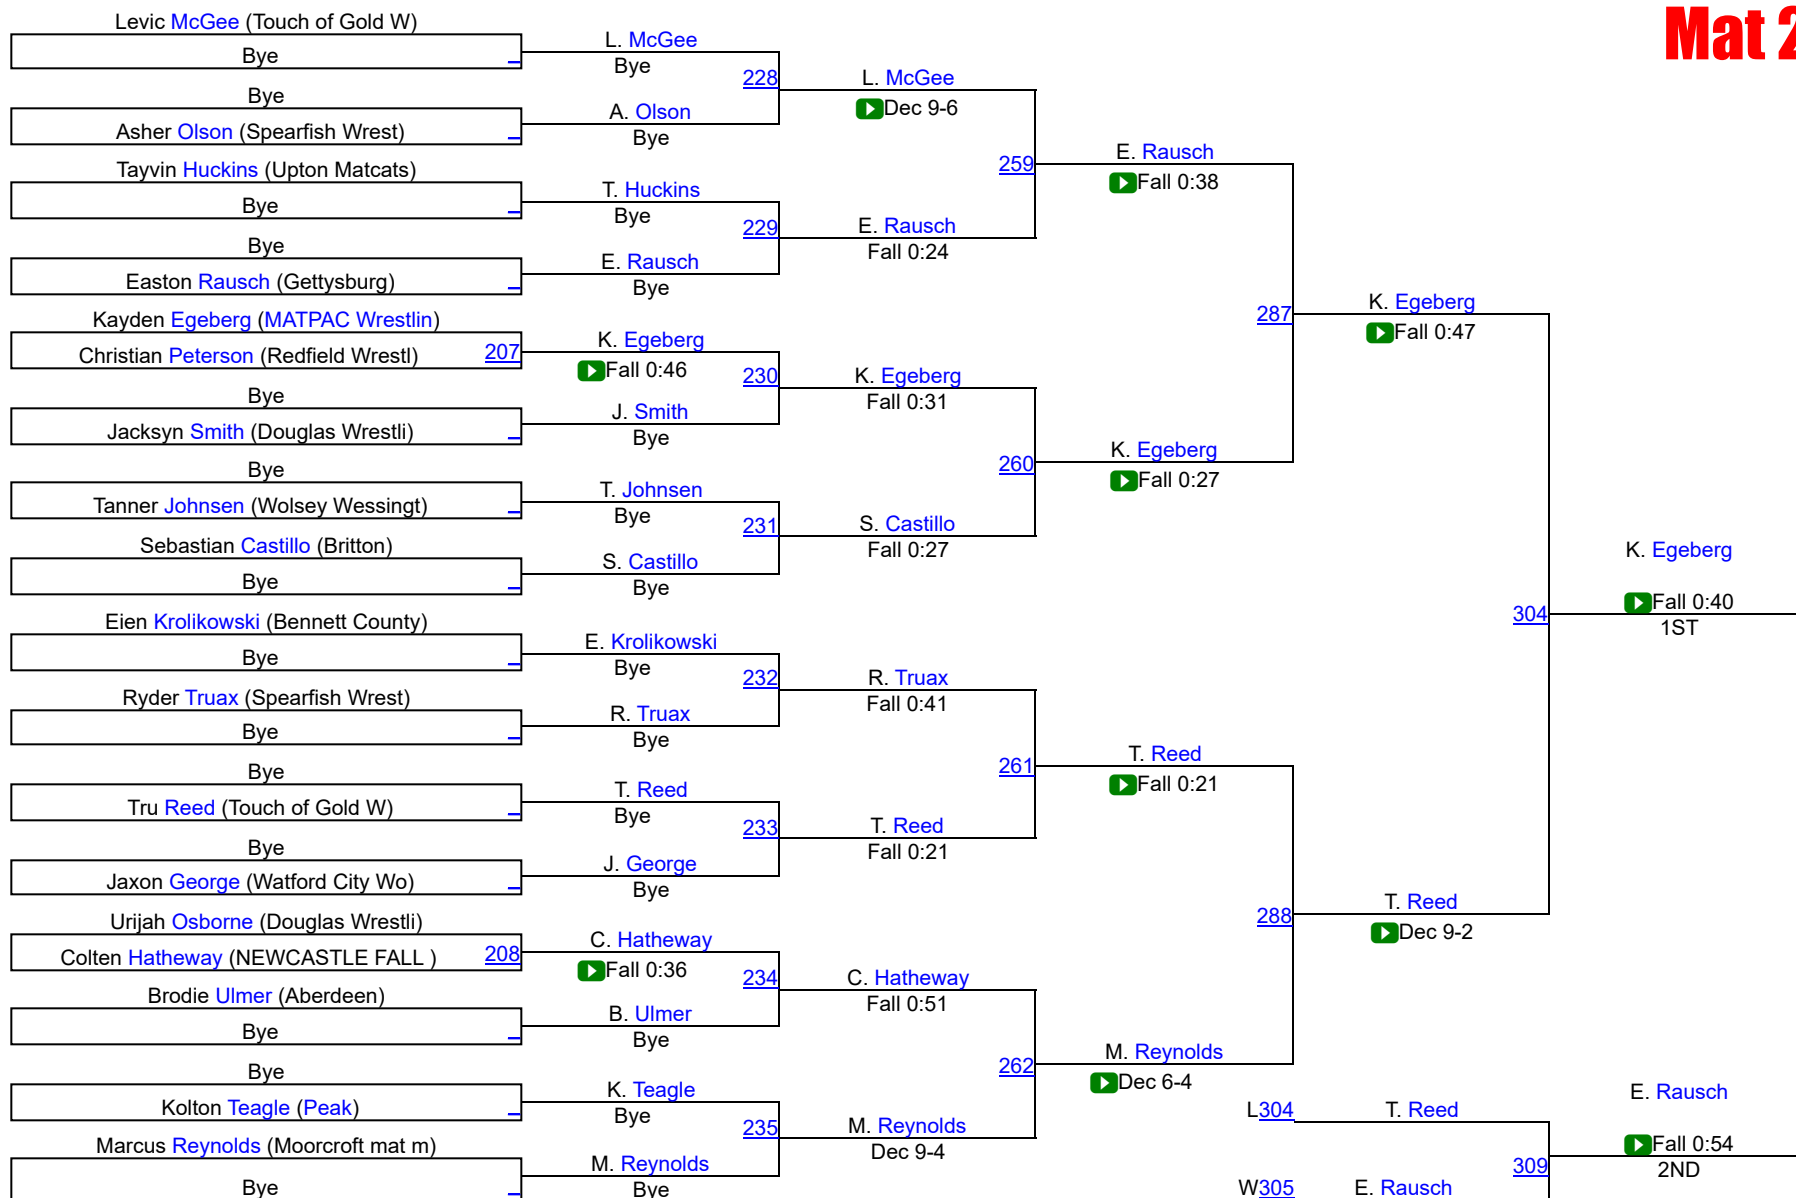 Mat 2
Levic McGee (Touch of Gold W)
Bye
Bye
Asher Olson (Spearfish Wrest)
Tayvin Huckins (Upton Matcats)
Bye
Bye
Easton Rausch (Gettysburg)
Kayden Egeberg (MATPAC Wrestlin)
Christian Peterson (Redfield Wrestl) 207
Bye
Jacksyn Smith (Douglas Wrestli)
Bye
Tanner Johnsen (Wolsey Wessingt)
Sebastian Castillo (Britton)
Bye
Eien Krolikowski (Bennett County)
Bye
Ryder Truax (Spearfish Wrest)
Bye
Bye
Tru Reed (Touch of Gold W)
Bye
Jaxon George (Watford City Wo)
Urijah Osborne (Douglas Wrestli)
Colten Hatheway (NEWCASTLE FALL ) 208
Brodie Ulmer (Aberdeen)
Bye
Bye
Kolton Teagle (Peak)
Marcus Reynolds (Moorcroft mat m)
Bye
L. McGee
Bye
228
A. Olson
Bye
T. Huckins
Bye
229
E. Rausch
Bye
K. Egeberg
Fall 0:46
230
J. Smith
Bye
T. Johnsen
Bye
231
S. Castillo
Bye
E. Krolikowski
Bye
232
R. Truax
Bye
T. Reed
Bye
233
J. George
Bye
C. Hatheway
Fall 0:36
234
B. Ulmer
Bye
K. Teagle
Bye
235
M. Reynolds
Bye
L. McGee
Dec 9-6
259
E. Rausch
Fall 0:24
K. Egeberg
Fall 0:31
260
S. Castillo
Fall 0:27
R. Truax
Fall 0:41
261
T. Reed
Fall 0:21
C. Hatheway
Fall 0:51
262
M. Reynolds
Dec 9-4
E. Rausch
Fall 0:38
287
K. Egeberg
Fall 0:27
T. Reed
Fall 0:21
288
M. Reynolds
Dec 6-4
K. Egeberg
Fall 0:47
304
T. Reed
Dec 9-2
K. Egeberg
Fall 0:40
1ST
L304 T. Reed
309
W305 E. Rausch
E. Rausch
Fall 0:54
2ND